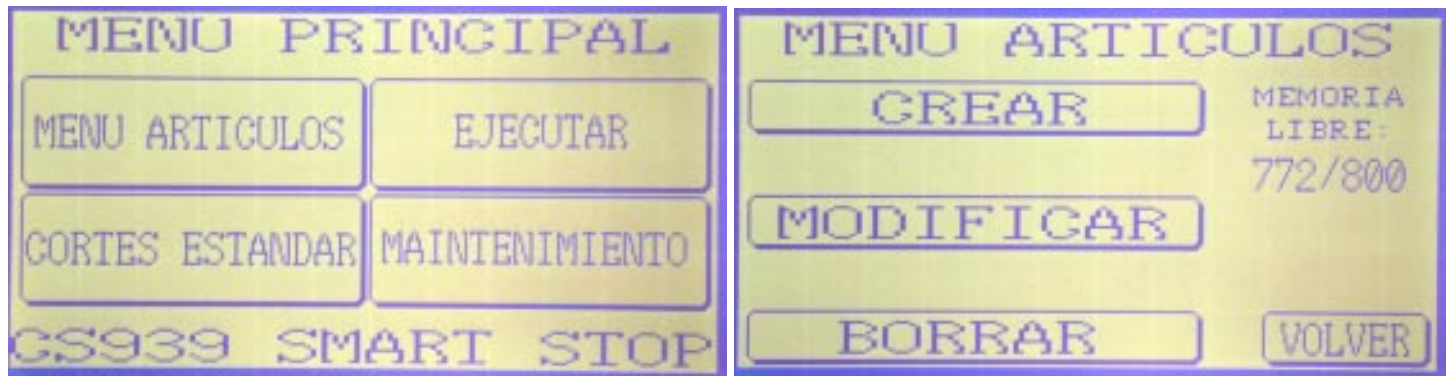 MENU PRINCIPAL
MENU ARTICULOS
EJECUTAR
CORTES ESTANDAR
MAINTENIMIENTO
CS939 SMART STOP
MENU ARTICULOS
CREAR
MEMORIA
LIBRE:
772/800
MODIFICAR
BORRAR
VOLVER